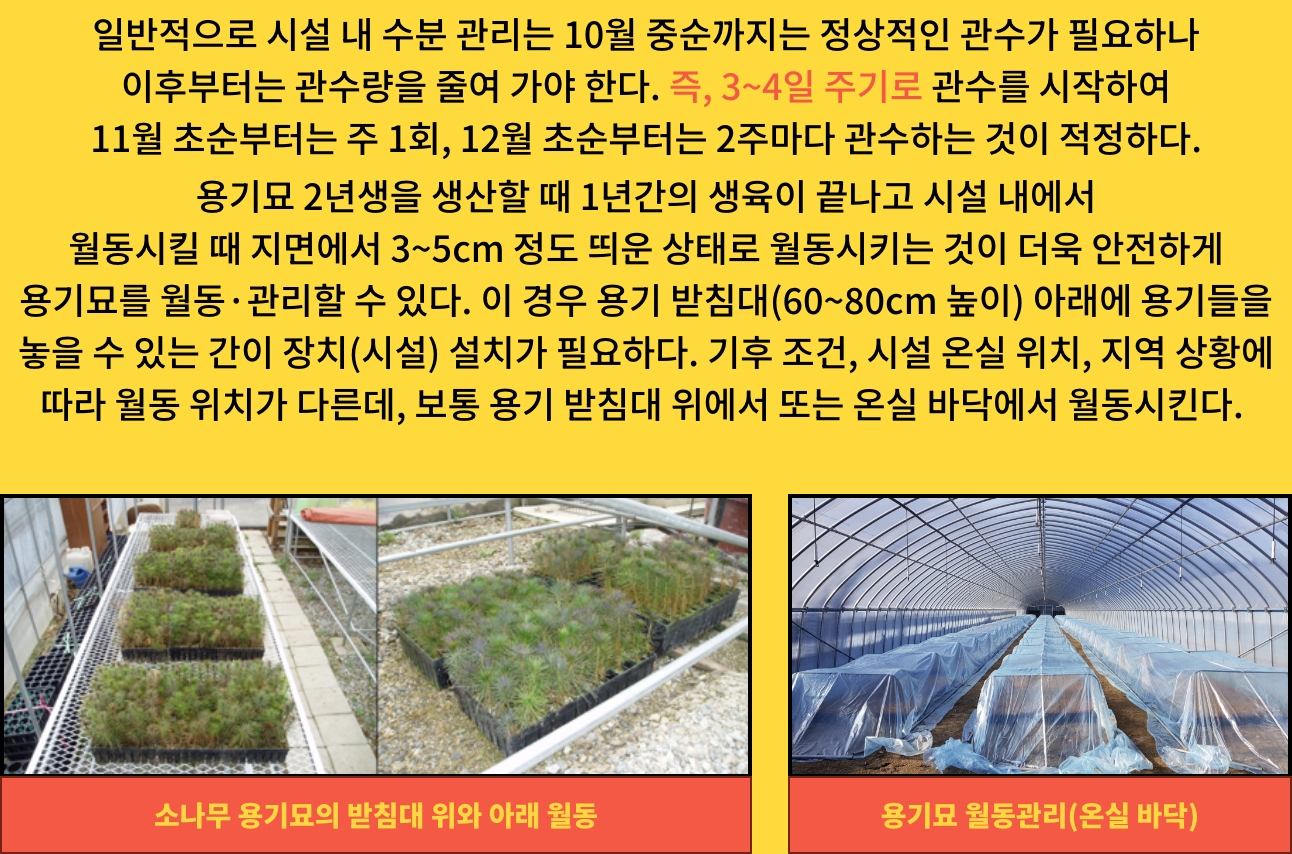 일반적으로 시설 내 수분 관리는 10월 중순까지는 정상적인 관수가 필요하나
이후부터는 관수량을 줄여 가야 한다. 즉, 3~4일 주기로 관수를 시작하여
11월 초순부터는 주 1회, 12월 초순부터는 2주마다 관수하는 것이 적정하다.
용기묘 2년생을 생산할 때 1년간의 생육이 끝나고 시설 내에서
월동시킬 때 지면에서 3~5cm 정도 띄운 상태로 월동시키는 것이 더욱 안전하게
용기묘를 월동·관리할 수 있다. 이 경우 용기 받침대(60~80cm 높이) 아래에 용기들을
놓을 수 있는 간이 장치(시설) 설치가 필요하다. 기후 조건, 시설 온실 위치, 지역 상황에
따라 월동 위치가 다른데, 보통 용기 받침대 위에서 또는 온실 바닥에서 월동시킨다.
소나무 용기묘의 받침대 위와 아래 월동
용기묘 월동관리(온실 바닥)